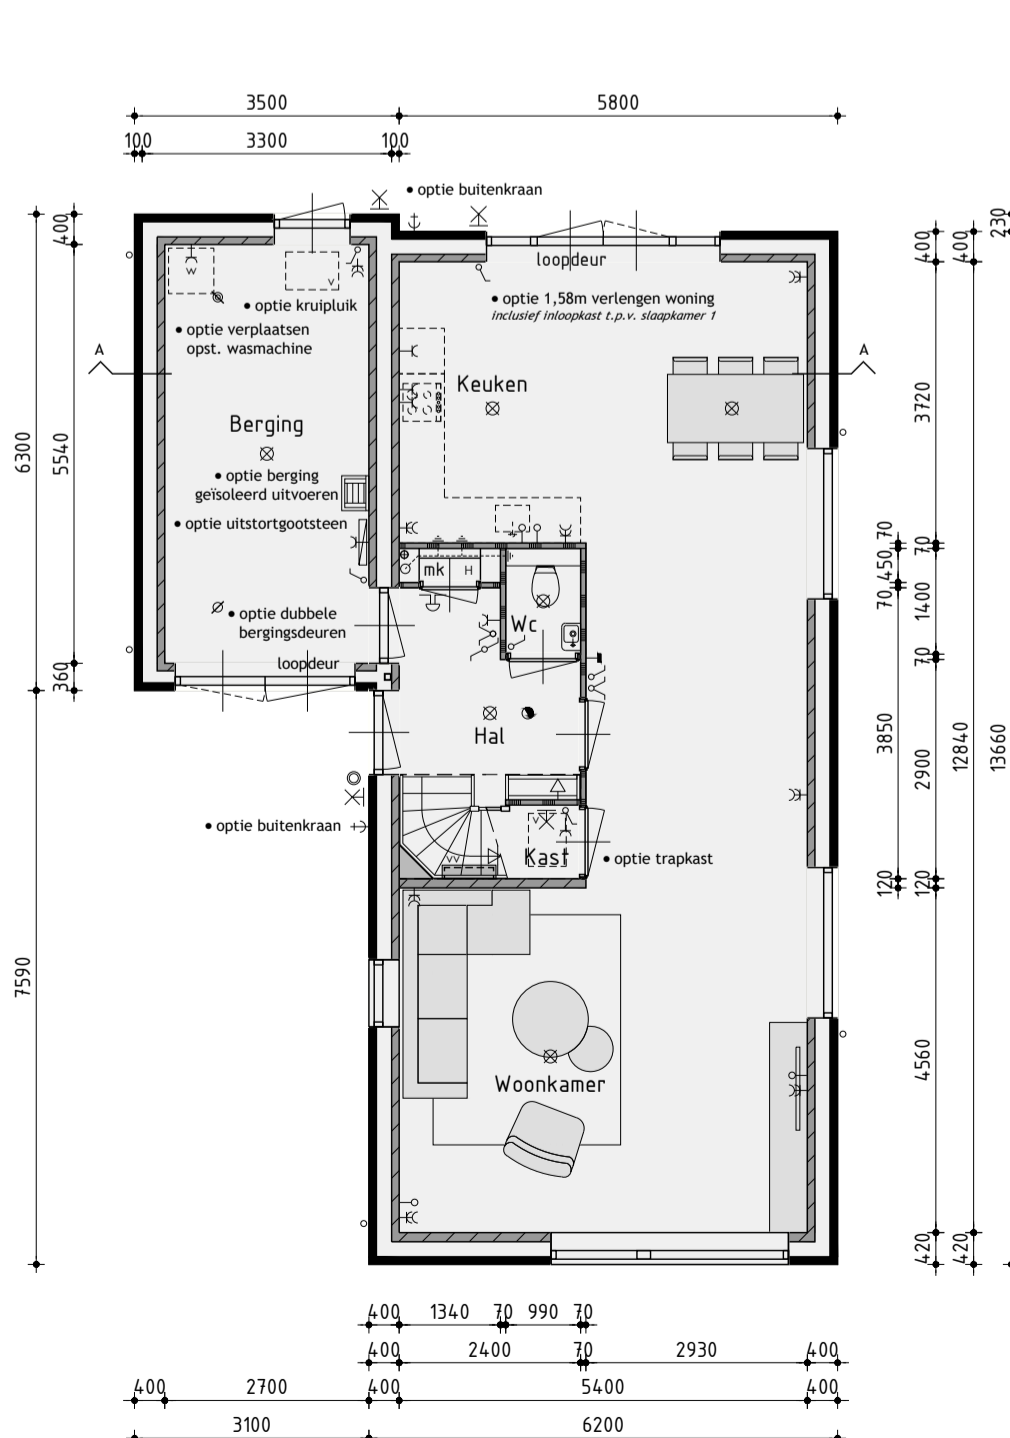 3500 5800
100 3300 100
• optie buitenkraan
400 400 400 230
loopdeur
w
v
• optie kruipluik
• optie 1,58m verlengen woning
inclusief inloopkast t.p.v. slaapkamer 1
• optie verplaatsen
opst. wasmachine
A A
Keuken
3720
Berging
6300 5540
• optie berging
geïsoleerd uitvoeren
• optie uitstortgootsteen
70 70
mk H
450
70 1400
Wc
• optie dubbele
bergingsdeuren
loopdeur
70
360
Hal
3850 2900 12840 13660
• optie buitenkraan
v
vv
Kast
• optie trapkast
120 120
7590
4560
Woonkamer
420 420
400 1340 70 990 70
400 2400 70 2930 400
400 2700 400 5400 400
3100 6200